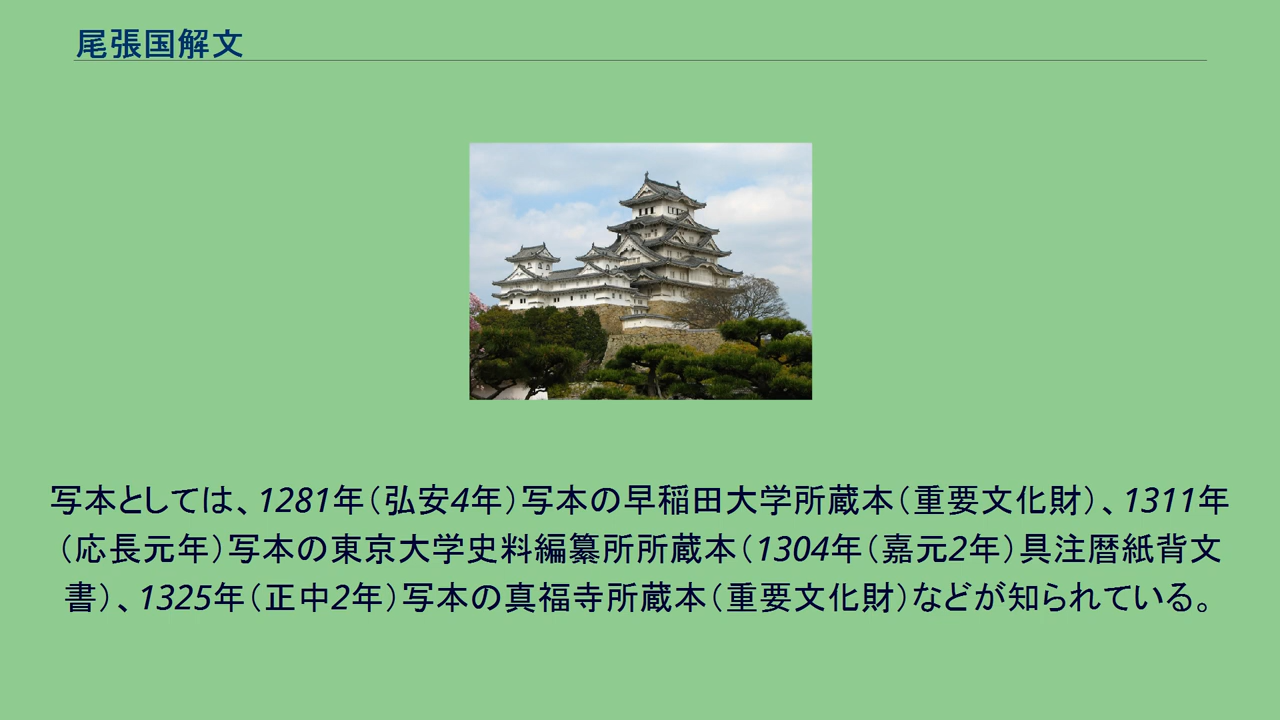 尾張国解文
写本としては、1281年（弘安4年）写本の早稲田大学所蔵本（重要文化財）、1311年
（応長元年）写本の東京大学史料編纂所所蔵本（1304年（嘉元2年）具注暦紙背文
書）、1325年（正中2年）写本の真福寺所蔵本（重要文化財）などが知られている。